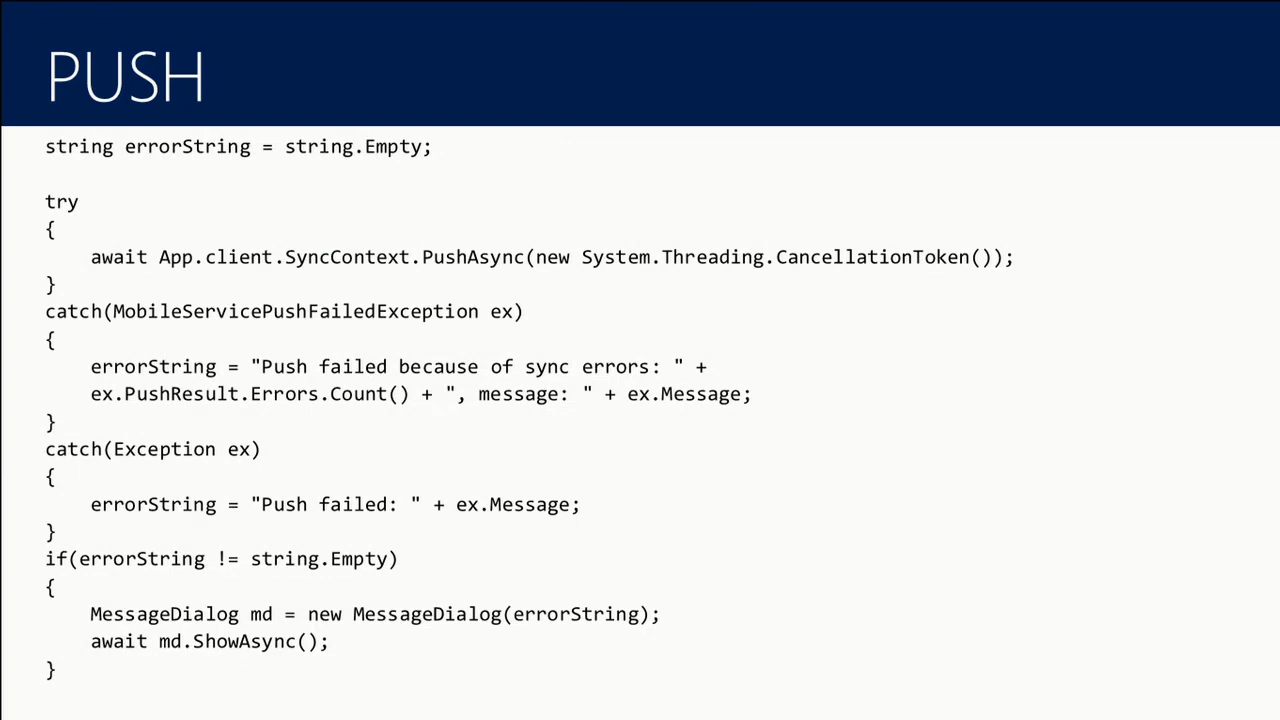 PUSH
string errorString = string.Empty;
try
{
await App.client.SyncContext.PushAsync(new System.Threading.CancellationToken());
}
catch(MobileServicePushFailedException ex)
{
errorString = "Push failed because of sync errors: " +
ex.PushResult.Errors.Count() + ", message: " + ex.Message;
}
catch(Exception ex)
{
errorString = "Push failed: " + ex.Message;
}
if(errorString != string.Empty)
{
MessageDialog md = new MessageDialog(errorString);
await md.ShowAsync();
}